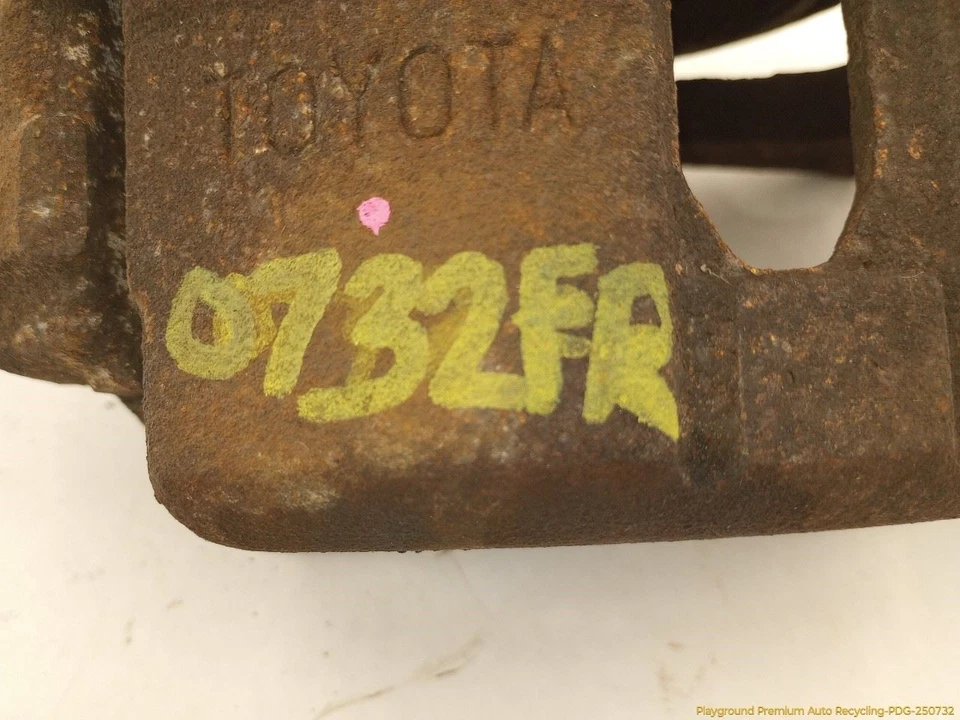 TOYOTA
0732FR
Playground Premium Auto Recycling-PDG-250732